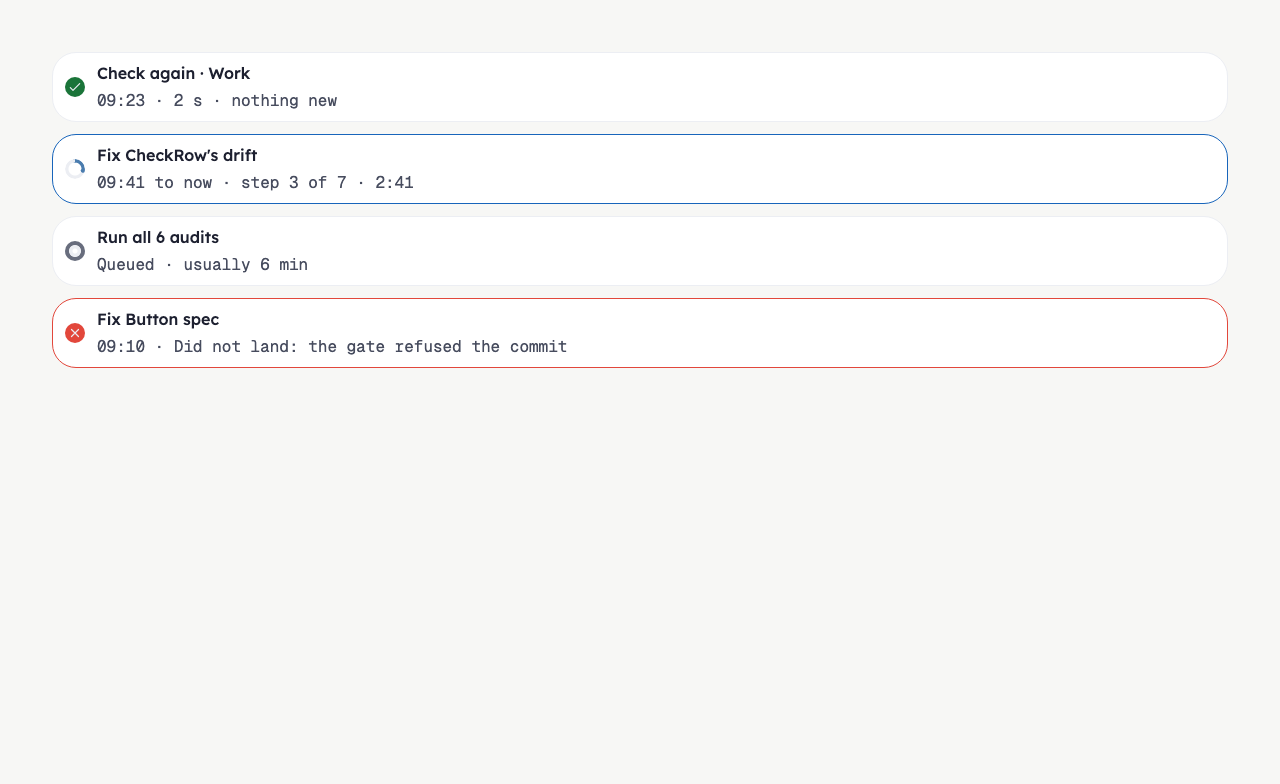 Check again · Work
09:23 · 2 s · nothing new
Fix CheckRow's drift
09:41 to now · step 3 of 7 · 2:41
Run all 6 audits
Queued · usually 6 min
Fix Button spec
09:10 · Did not land: the gate refused the commit